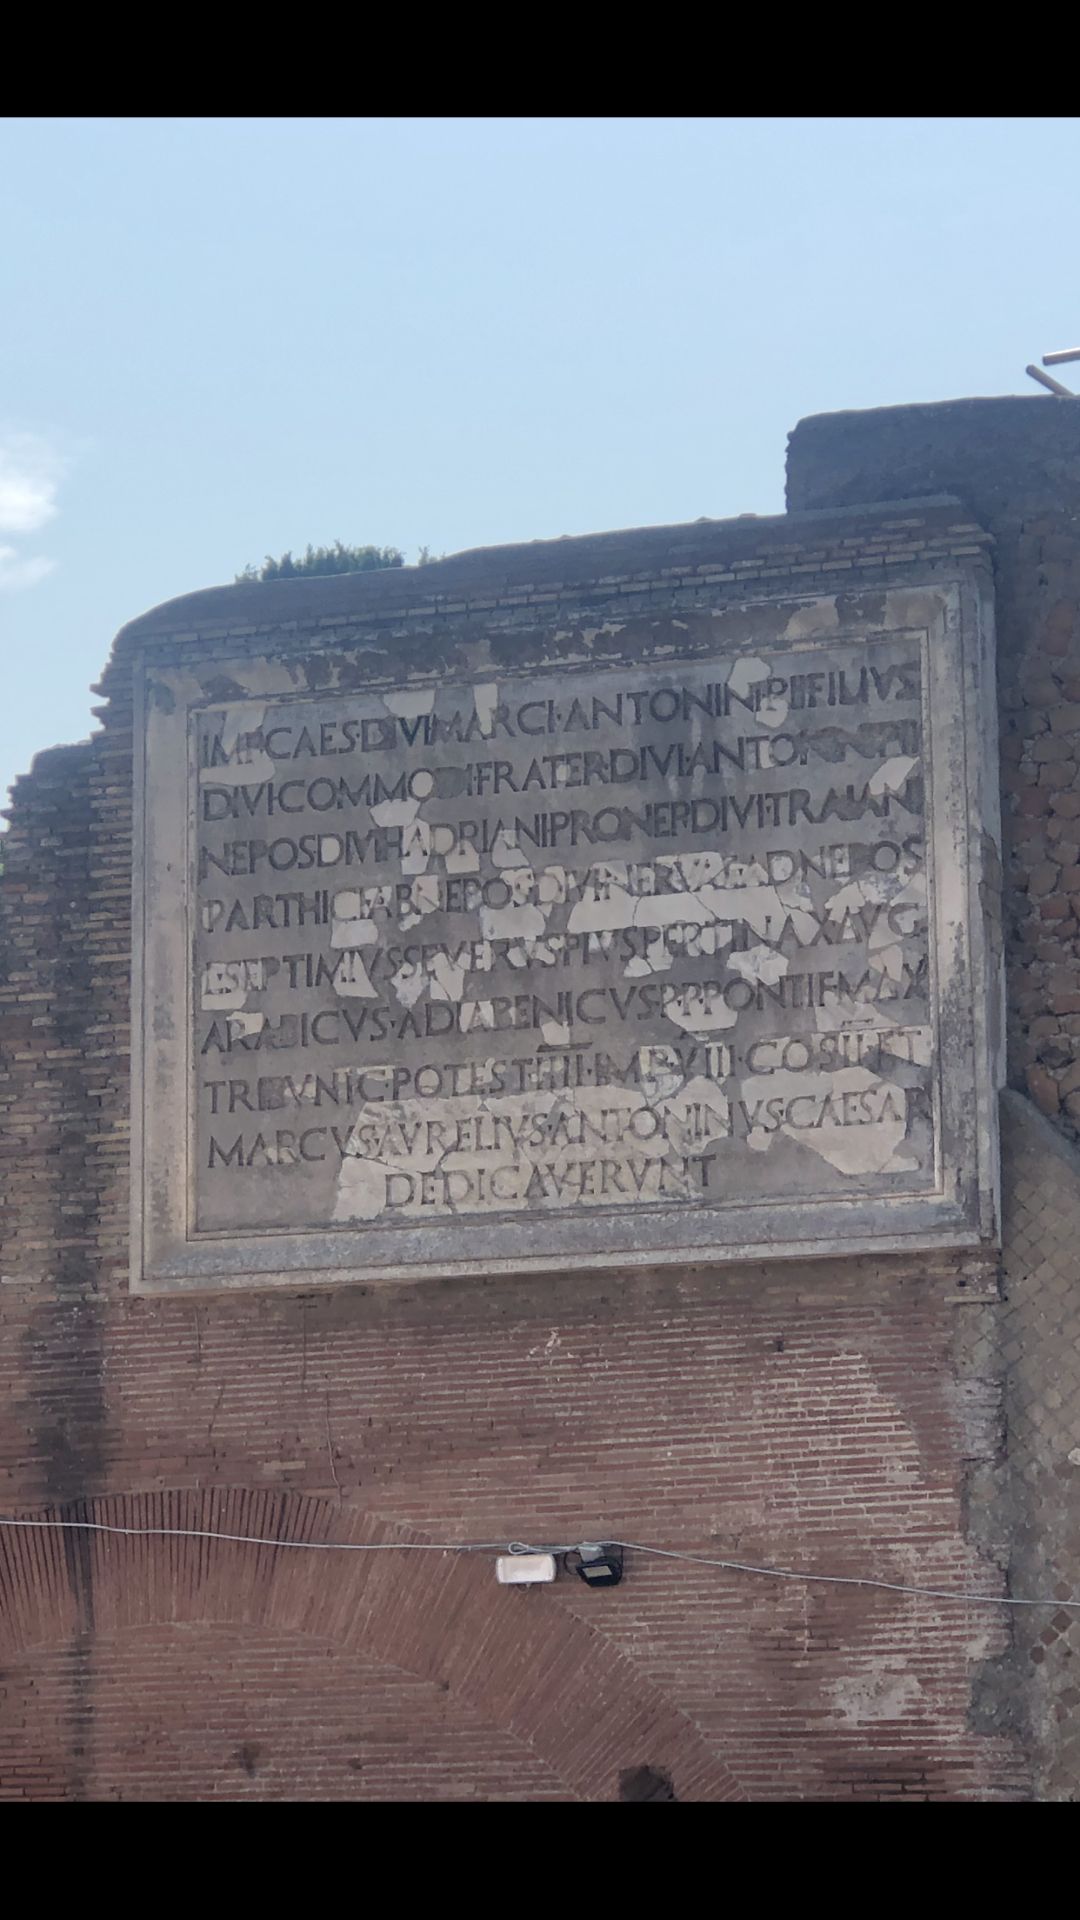 IMP·CAES·DIVI·MARCI·ANTONINI·PII·FILIVS
DIVI·COMMODI·FRATER·DIVI·ANTONINI·PII
NEPOS·DIVI·HADRIANI·PRONEP·DIVI·TRAIANI
PARTHICI·ABNEPOS·DIVI·NERVAE·ADNEPOS
L·SEPTIMIVS·SEVERVS·PIVS·PERTINAX·AVG
ARABICVS·ADIABENICVS·P·P·PONTIF·MAX
TRIBVNIC·POTEST·IIII·IMP·VIII·COS·II·ET
MARCVS·AVRELIVS·ANTONINVS·CAESAR
DEDICAVERVNT